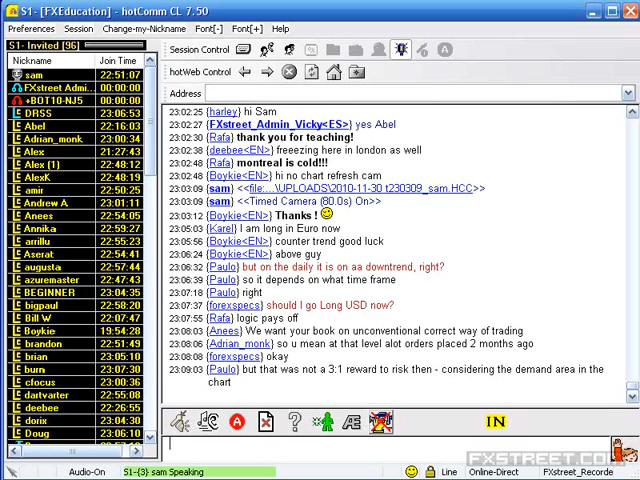 S1- [FXEducation] - hotComm CL 7.50
Preferences Session Change-my-Nickname Font[-] Font[+] Help
S1- Invited [96]
Session Control
Nickname Join Time
hotWeb Control
Address
sam 22:51:07
FXstreet Admi... 00:00:00
+BOT10-NJ5 00:00:00
DRSS 23:06:53
Abel 22:16:03
Adrian_monk 23:00:34
Alex 21:27:43
Alex (1) 22:48:12
AlexK 22:48:19
amir 22:50:25
Andrew A 23:01:11
Anees 22:54:05
Annika 22:59:27
arrillu 22:55:23
Aserat 22:54:41
augusta 22:57:44
azuremaster 22:47:43
BEGINNER 23:04:35
bigpaul 22:58:20
Bill W 22:47:47
Boykie 19:54:28
brandon 22:51:49
brian 23:05:10
burn 23:07:30
cfocus 23:00:36
dartvarter 22:55:08
deebee 22:26:55
dorix 23:04:30
Doug 23:06:10
23:02:25 {harley} hi Sam
{FXstreet_Admin_Vicky<ES>} yes Abel
23:02:30 {Rafa} thank you for teaching!
23:02:38 {deebee<EN>} freeezing here in london as well
23:02:47 {Rafa} montreal is cold!!!
23:02:48 {Boykie<EN>} hi no chart refresh cam
23:03:09 {sam} <<file:...\UPLOADS\2010-11-30 t230309_sam.HCC>>
23:03:09 {sam} <<Timed Camera (80.0s) On>>
23:03:12 {Boykie<EN>} Thanks !
23:05:03 {Karel} I am long in Euro now
23:05:56 {Boykie<EN>} counter trend good luck
23:06:24 {Boykie<EN>} above guy
23:06:32 {Paulo} but on the daily it is on aa downtrend, right?
23:06:39 {Paulo} so it depends on what time frame
23:07:18 {Paulo} right
23:07:37 {forexspecs} should I go Long USD now?
23:07:55 {Rafa} logic pays off
23:08:03 {Anees} We want your book on unconventional correct way of trading
23:08:06 {Adrian_monk} so u mean at that level alot orders placed 2 months ago
23:08:08 {forexspecs} okay
23:09:03 {Paulo} but that was not a 3:1 reward to risk then - considering the demand area in the
chart
IN
Audio-On S1-{3} sam Speaking Line Online-Direct FXstreet_Recorde
FXSTREET.COM